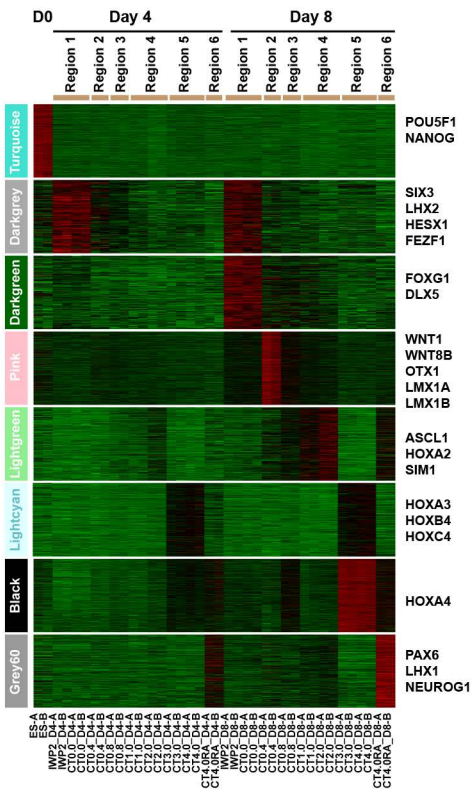 D0 Day 4 Day 8
Region 1 Region 2 Region 3 Region 4 Region 5 Region 6 Region 1 Region 2 Region 3 Region 4 Region 5 Region 6
Turquoise
POU5F1
NANOG
Darkgrey
SIX3
LHX2
HESX1
FEZF1
Darkgreen
FOXG1
DLX5
Pink
WNT1
WNT8B
OTX1
LMX1A
LMX1B
Lightgreen
ASCL1
HOXA2
SIM1
Lightcyan
HOXA3
HOXB4
HOXC4
Black
HOXA4
Grey60
PAX6
LHX1
NEUROG1
ES-A
ES-B
IWP2_D4-A
IWP2_D4-B
CT0.0_D4-A
CT0.0_D4-B
CT0.4_D4-A
CT0.4_D4-B
CT0.8_D4-A
CT0.8_D4-B
CT1.0_D4-A
CT1.0_D4-B
CT2.0_D4-A
CT2.0_D4-B
CT3.0_D4-A
CT3.0_D4-B
CT4.0_D4-A
CT4.0_D4-B
CT4.0RA_D4-A
CT4.0RA_D4-B
IWP2_D8-A
IWP2_D8-B
CT0.0_D8-A
CT0.0_D8-B
CT0.4_D8-A
CT0.4_D8-B
CT0.8_D8-A
CT0.8_D8-B
CT1.0_D8-A
CT1.0_D8-B
CT2.0_D8-A
CT2.0_D8-B
CT3.0_D8-A
CT3.0_D8-B
CT4.0_D8-A
CT4.0_D8-B
CT4.0RA_D8-A
CT4.0RA_D8-B